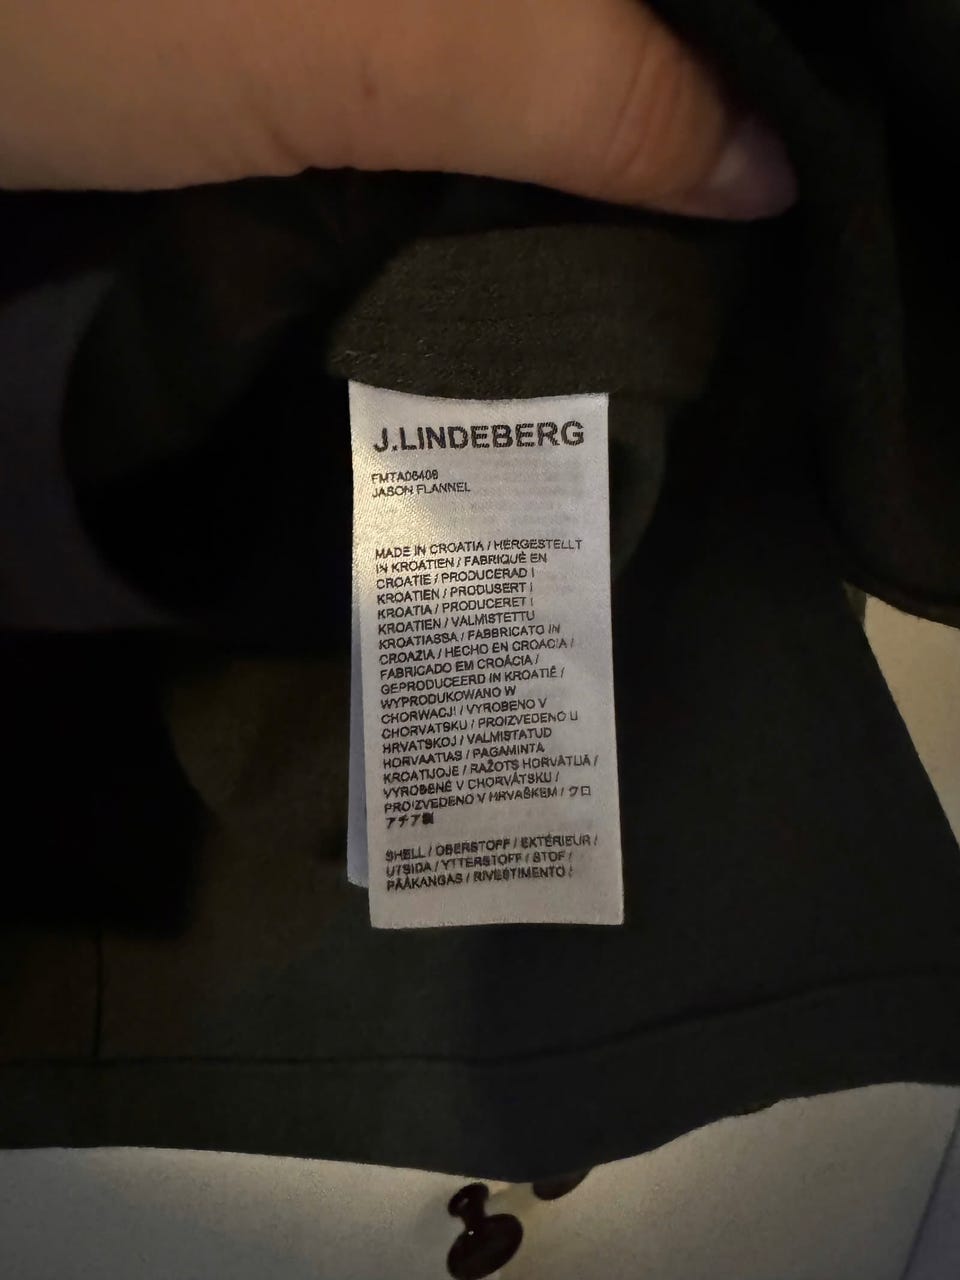 J.LINDEBERG
FMTA06409
JASON FLANNEL
MADE IN CROATIA / HERGESTELLT
IN KROATIEN / FABRIQUÉ EN
CROATIE / PRODUCERAD I
KROATIEN / PRODUSERT I
KROATIA / PRODUCERET I
KROATIEN / VALMISTETTU
KROATIASSA / FABBRICATO IN
CROAZIA / HECHO EN CROACIA /
FABRICADO EM CROÁCIA /
GEPRODUCEERD IN KROATIË /
WYPRODUKOWANO W
CHORWACJI / VYROBENO V
CHORVATSKU / PROIZVEDENO U
HRVATSKOJ / VALMISTATUD
HORVAATIAS / PAGAMINTA
KROATIJOJE / RAŽOTS HORVĀTIJĀ /
VYROBENÉ V CHORVÁTSKU /
PROIZVEDENO V HRVAŠKEM / クロ
アチア製
SHELL / OBERSTOFF / EXTÉRIEUR /
UTSIDA / YTTERSTOFF / STOF /
PÄÄKANGAS / RIVESTIMENTO /